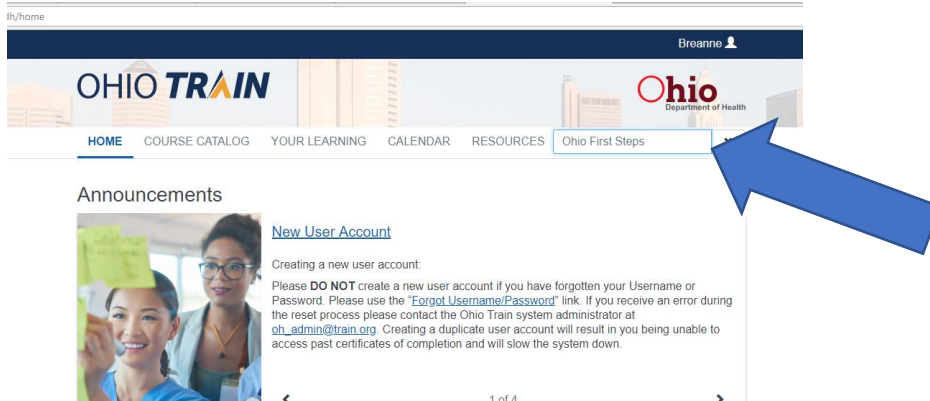 dh/home
Breanne
OHIO TRAIN
Ohio
Department of Health
HOME COURSE CATALOG YOUR LEARNING CALENDAR RESOURCES Ohio First Steps
Announcements
New User Account
Creating a new user account:
Please DO NOT create a new user account if you have forgotten your Username or
Password. Please use the “Forgot Username/Password” link. If you receive an error during
the reset process please contact the Ohio Train system administrator at
oh_admin@train.org. Creating a duplicate user account will result in you being unable to
access past certificates of completion and will slow the system down.
1 of 4